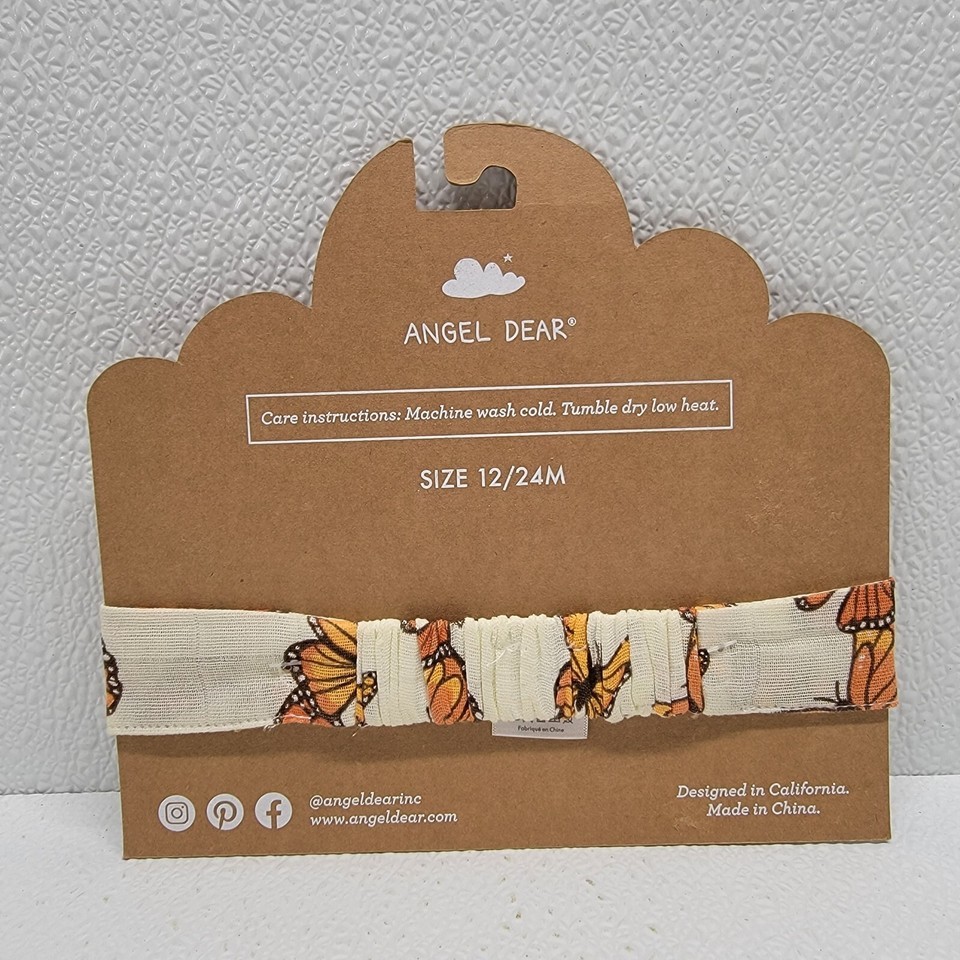 ANGEL DEAR®
Care instructions: Machine wash cold. Tumble dry low heat.
SIZE 12/24M
Fabriqué en Chine
@angeldearinc
www.angeldear.com
Designed in California.
Made in China.